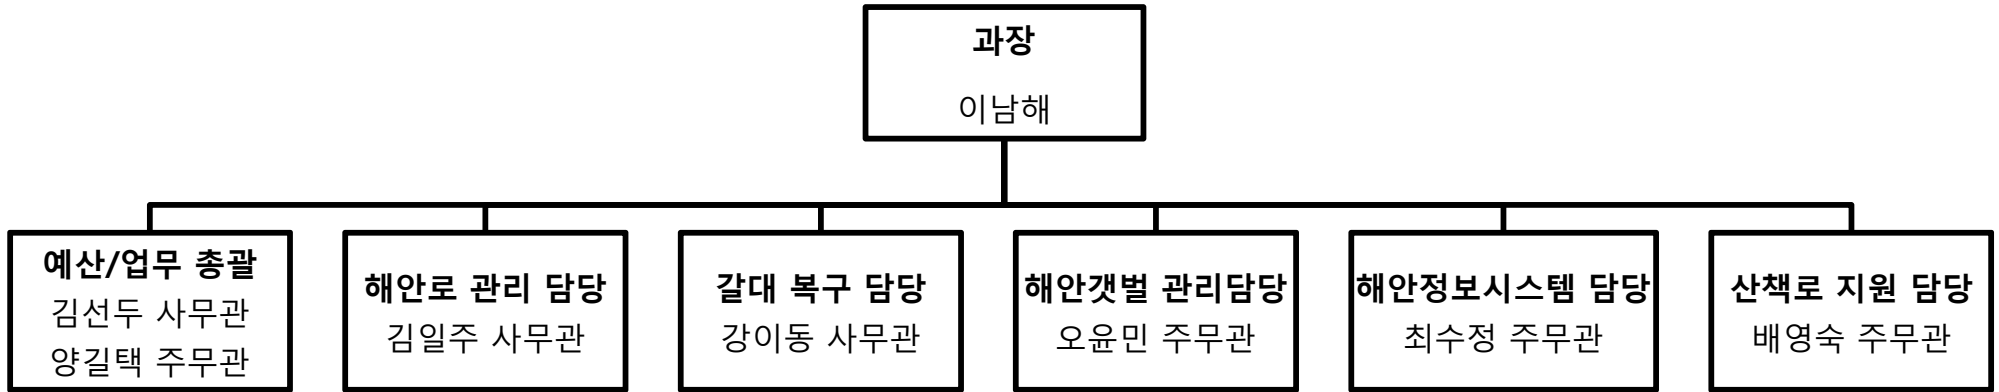 과장
이남해
예산/업무 총괄
김선두 사무관
양길택 주무관
해안로 관리 담당
김일주 사무관
갈대 복구 담당
강이동 사무관
해안갯벌 관리담당
오윤민 주무관
해안정보시스템 담당
최수정 주무관
산책로 지원 담당
배영숙 주무관